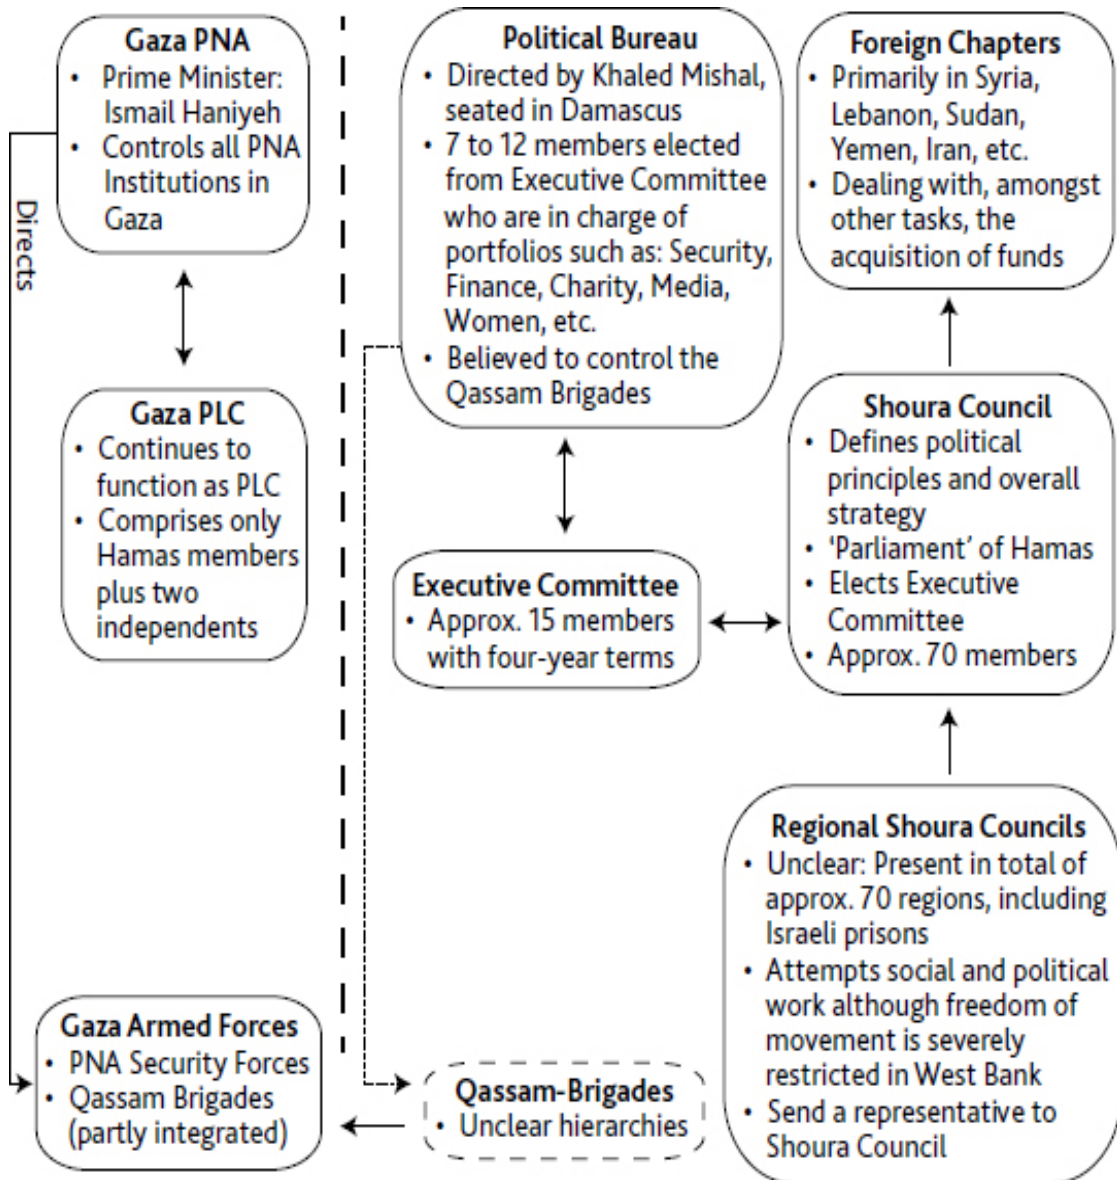 Gaza PNA
• Prime Minister:
Ismail Haniyeh
• Controls all PNA
Institutions in
Gaza
Directs
Gaza PLC
• Continues to
function as PLC
• Comprises only
Hamas members
plus two
independents
Gaza Armed Forces
• PNA Security Forces
• Qassam Brigades
(partly integrated)
Political Bureau
• Directed by Khaled Mishal,
seated in Damascus
• 7 to 12 members elected
from Executive Committee
who are in charge of
portfolios such as: Security,
Finance, Charity, Media,
Women, etc.
• Believed to control the
Qassam Brigades
Executive Committee
• Approx. 15 members
with four-year terms
Qassam-Brigades
• Unclear hierarchies
Foreign Chapters
• Primarily in Syria,
Lebanon, Sudan,
Yemen, Iran, etc.
• Dealing with, amongst
other tasks, the
acquisition of funds
Shoura Council
• Defines political
principles and overall
strategy
• ‘Parliament’ of Hamas
• Elects Executive
Committee
• Approx. 70 members
Regional Shoura Councils
• Unclear: Present in total of
approx. 70 regions, including
Israeli prisons
• Attempts social and political
work although freedom of
movement is severely
restricted in West Bank
• Send a representative to
Shoura Council